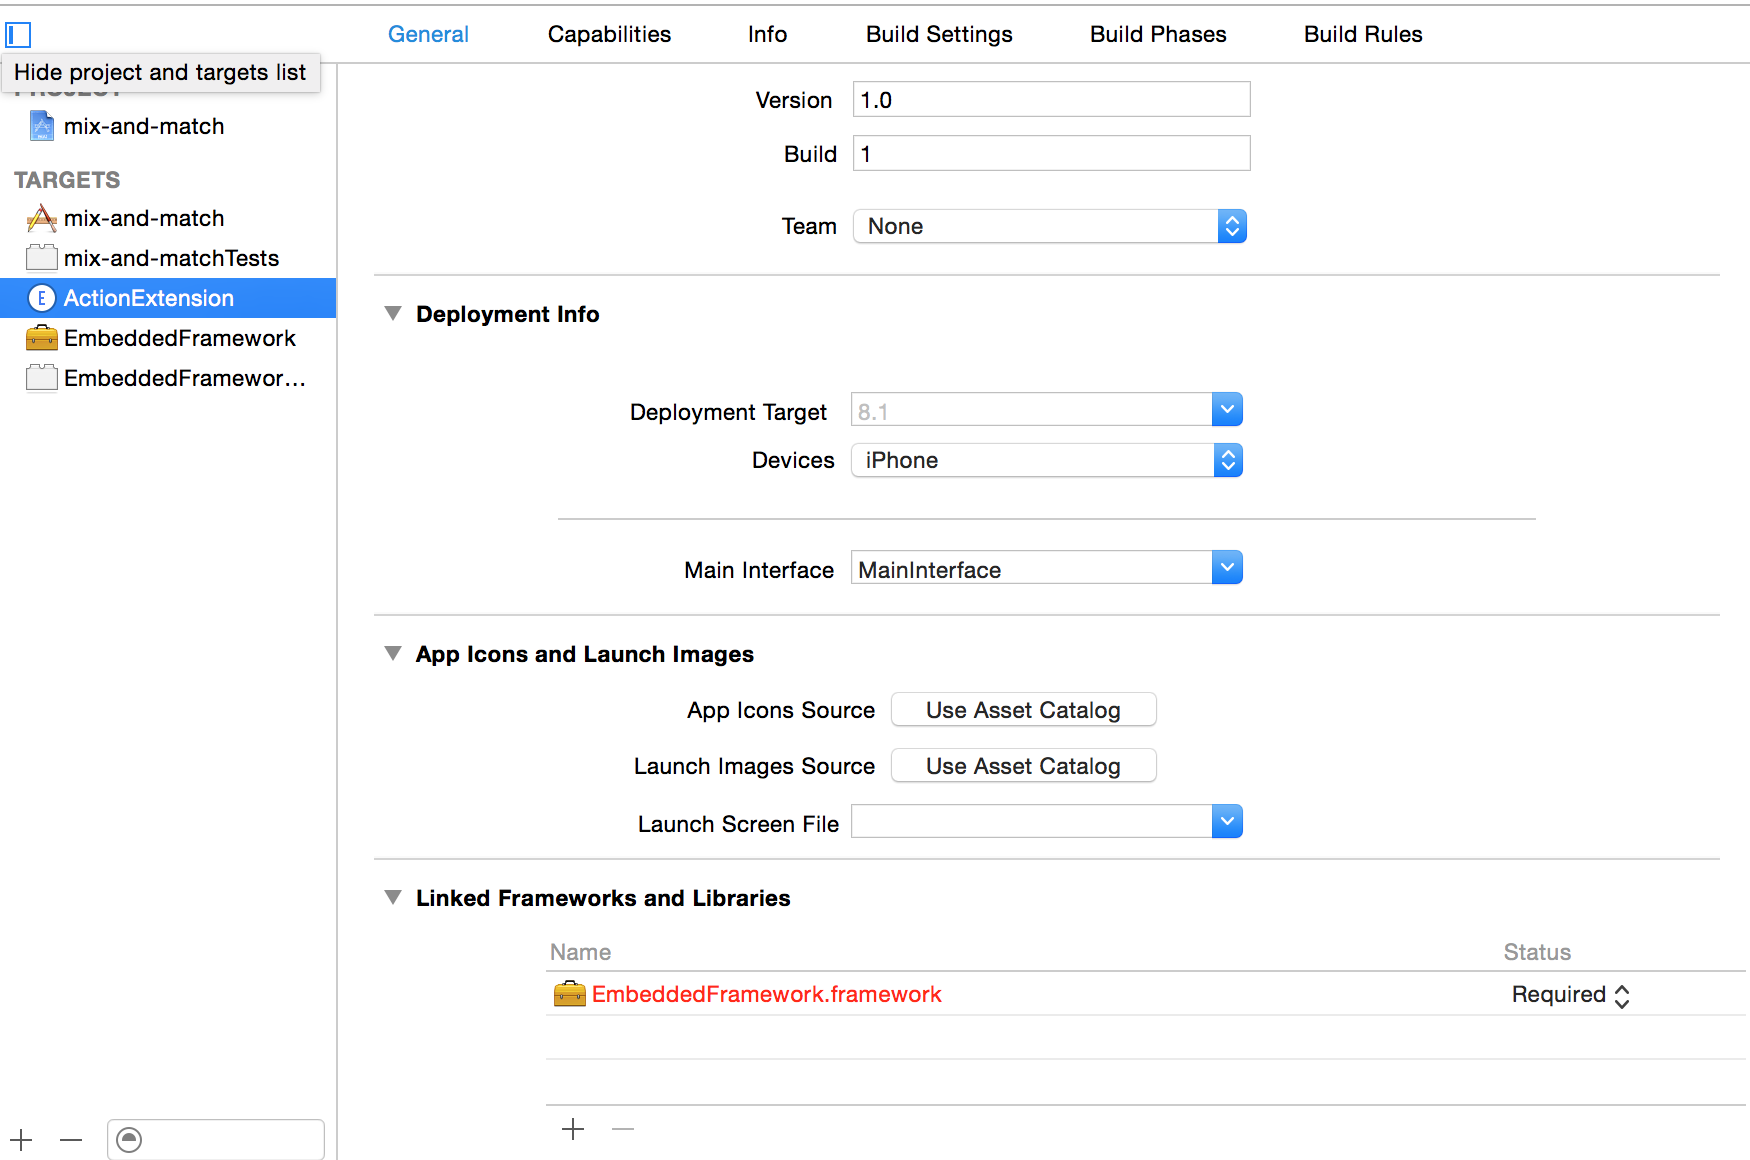 General Capabilities Info Build Settings Build Phases Build Rules
Hide project and targets list
PROJECT
mix-and-match
TARGETS
mix-and-match
mix-and-matchTests
E ActionExtension
EmbeddedFramework
EmbeddedFramewor...
Version 1.0
Build 1
Team None
Deployment Info
Deployment Target 8.1
Devices iPhone
Main Interface MainInterface
App Icons and Launch Images
App Icons Source Use Asset Catalog
Launch Images Source Use Asset Catalog
Launch Screen File
Linked Frameworks and Libraries
Name Status
EmbeddedFramework.framework Required